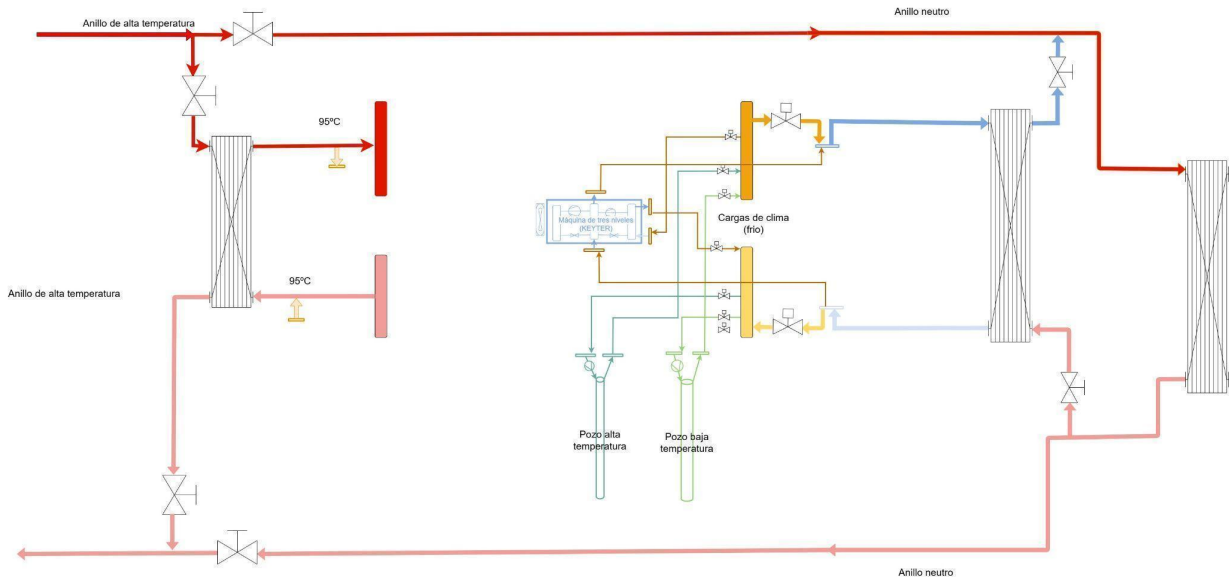 Anillo de alta temperatura
Anillo neutro
95ºC
Máquina de tres niveles
(KEYTER)
Cargas de clima
(frio)
95ºC
Anillo de alta temperatura
Pozo alta
temperatura
Pozo baja
temperatura
Anillo neutro